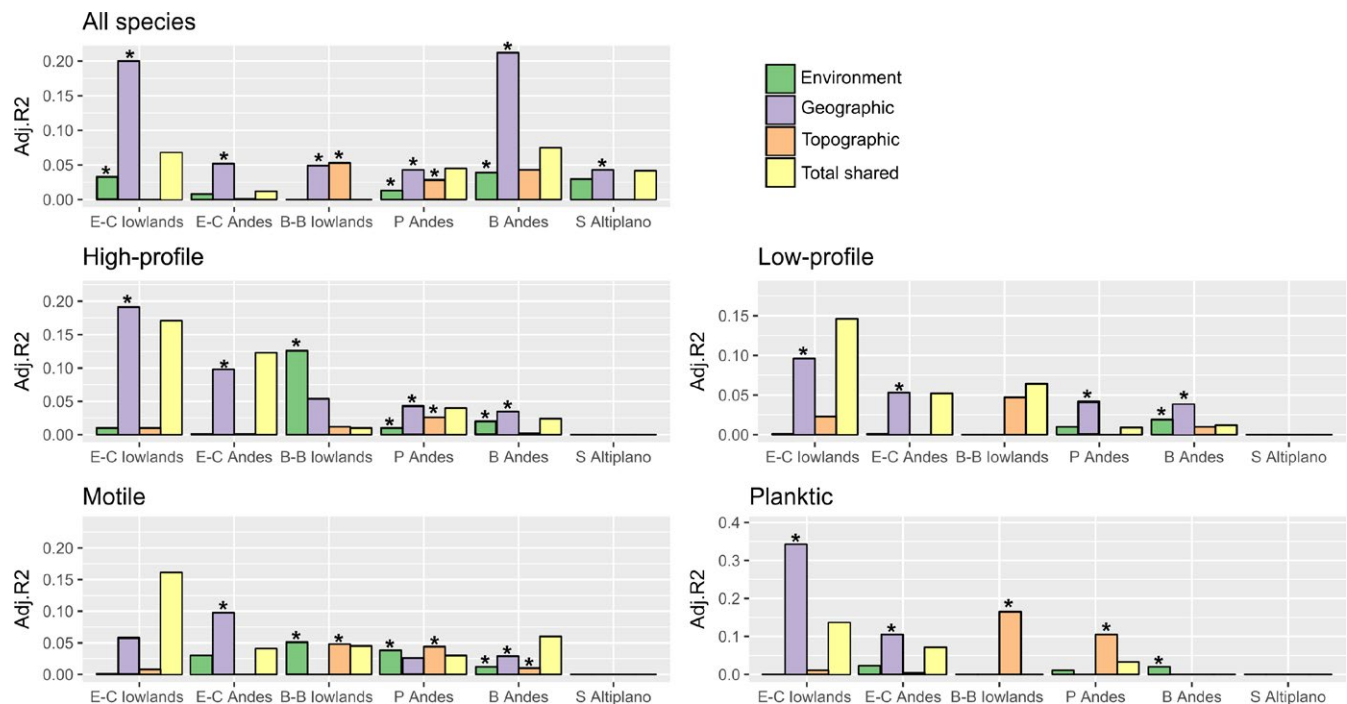 All species
* * * * * * * * * * *
0.20
0.15
0.10
0.05
0.00
Adj.R2
E-C lowlands E-C Andes B-B lowlands P Andes B Andes S Altiplano
Environment
Geographic
Topographic
Total shared
High-profile
* * * * * * * *
0.20
0.15
0.10
0.05
0.00
Adj.R2
E-C lowlands E-C Andes B-B lowlands P Andes B Andes S Altiplano
Low-profile
* * * * *
0.15
0.10
0.05
0.00
Adj.R2
E-C lowlands E-C Andes B-B lowlands P Andes B Andes S Altiplano
Motile
* * * * * * * *
0.20
0.15
0.10
0.05
0.00
Adj.R2
E-C lowlands E-C Andes B-B lowlands P Andes B Andes S Altiplano
Planktic
* * * * *
0.4
0.3
0.2
0.1
0.0
Adj.R2
E-C lowlands E-C Andes B-B lowlands P Andes B Andes S Altiplano